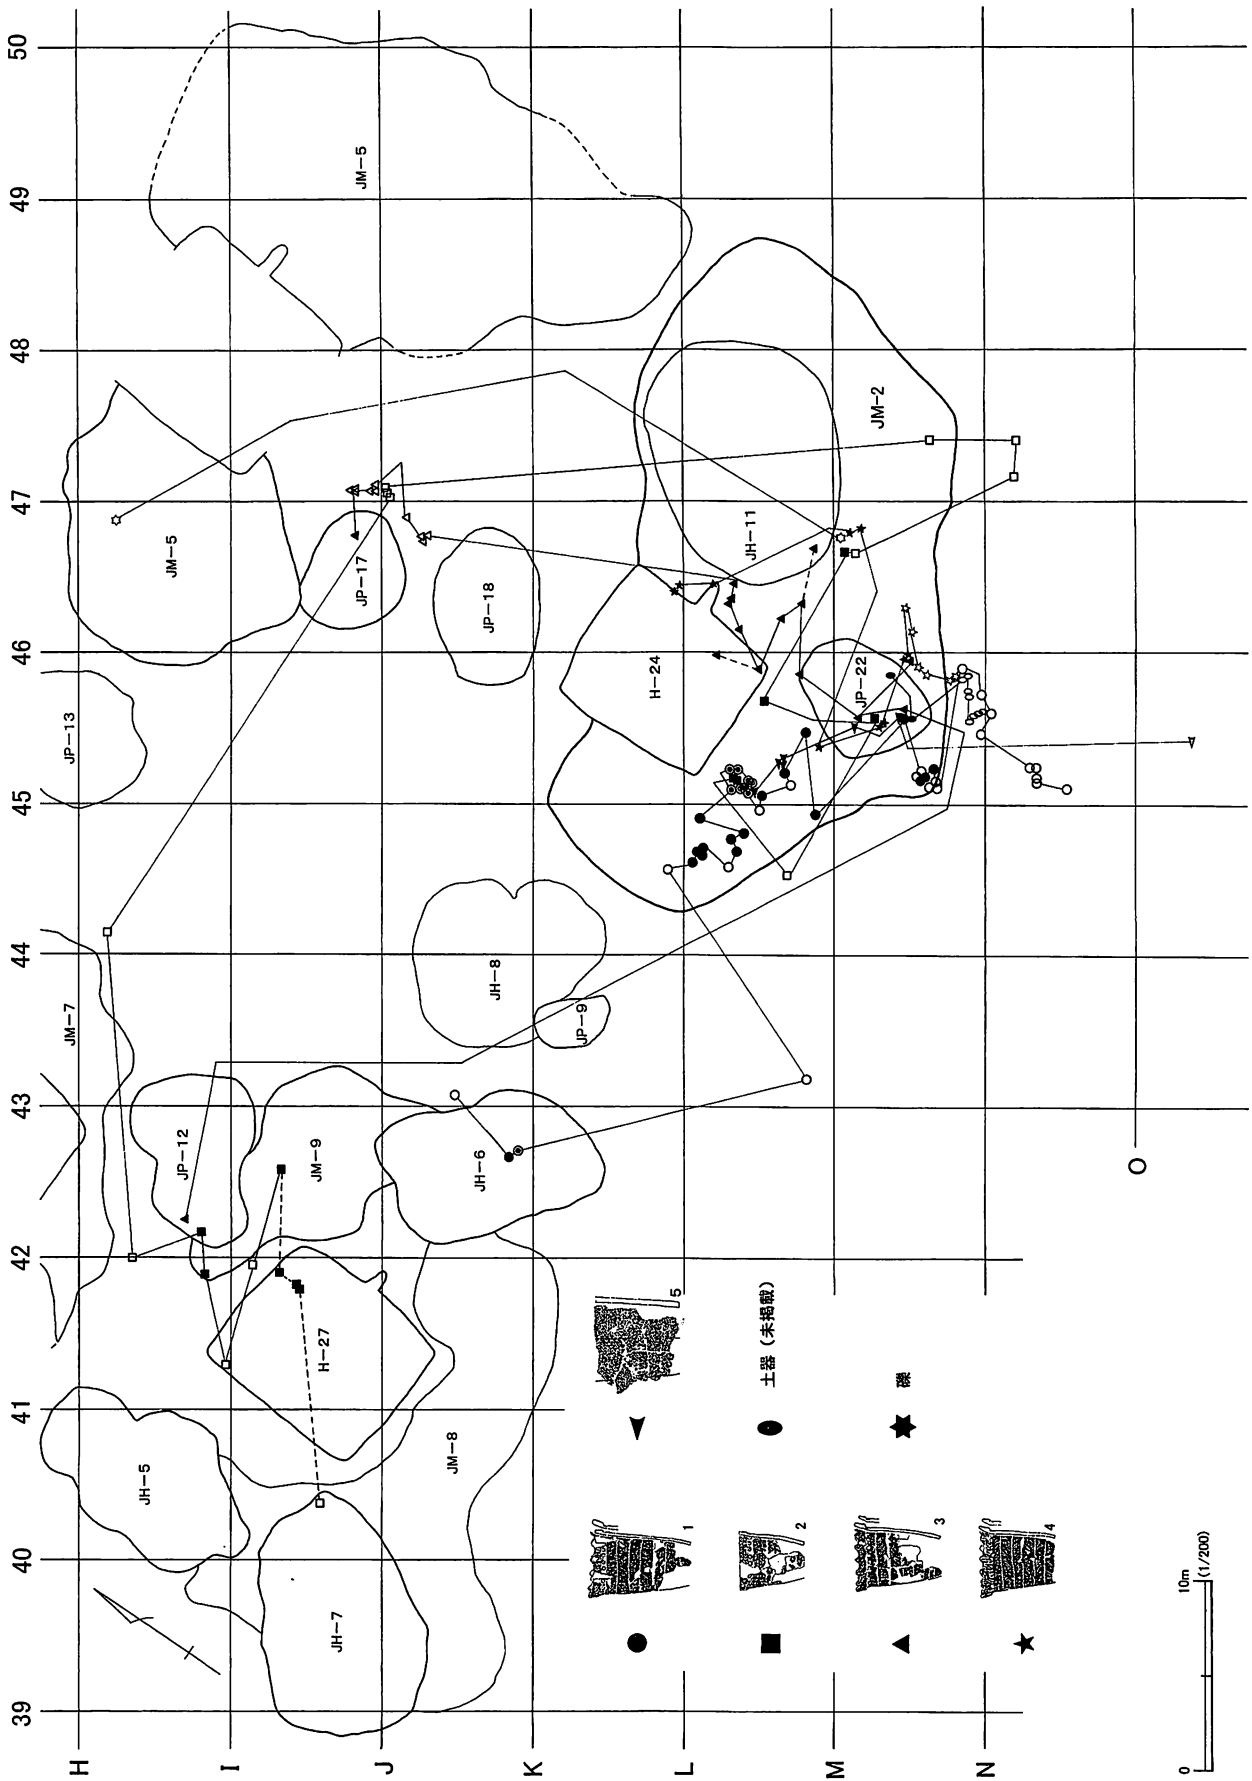 39 40 41 42 43 44 45 46 47 48 49 50
H
I
J
K
L
M
N
O
JM-7
JP-13
JM-5
JM-5
JH-5
JP-12
JM-9
JP-17
JP-18
JH-7
H-27
JH-6
JH-8
JP-9
JM-8
H-24
JH-11
JM-2
JP-22
1
2
3
4
5
土器(未掲載)
礫
0
10m
(1/200)